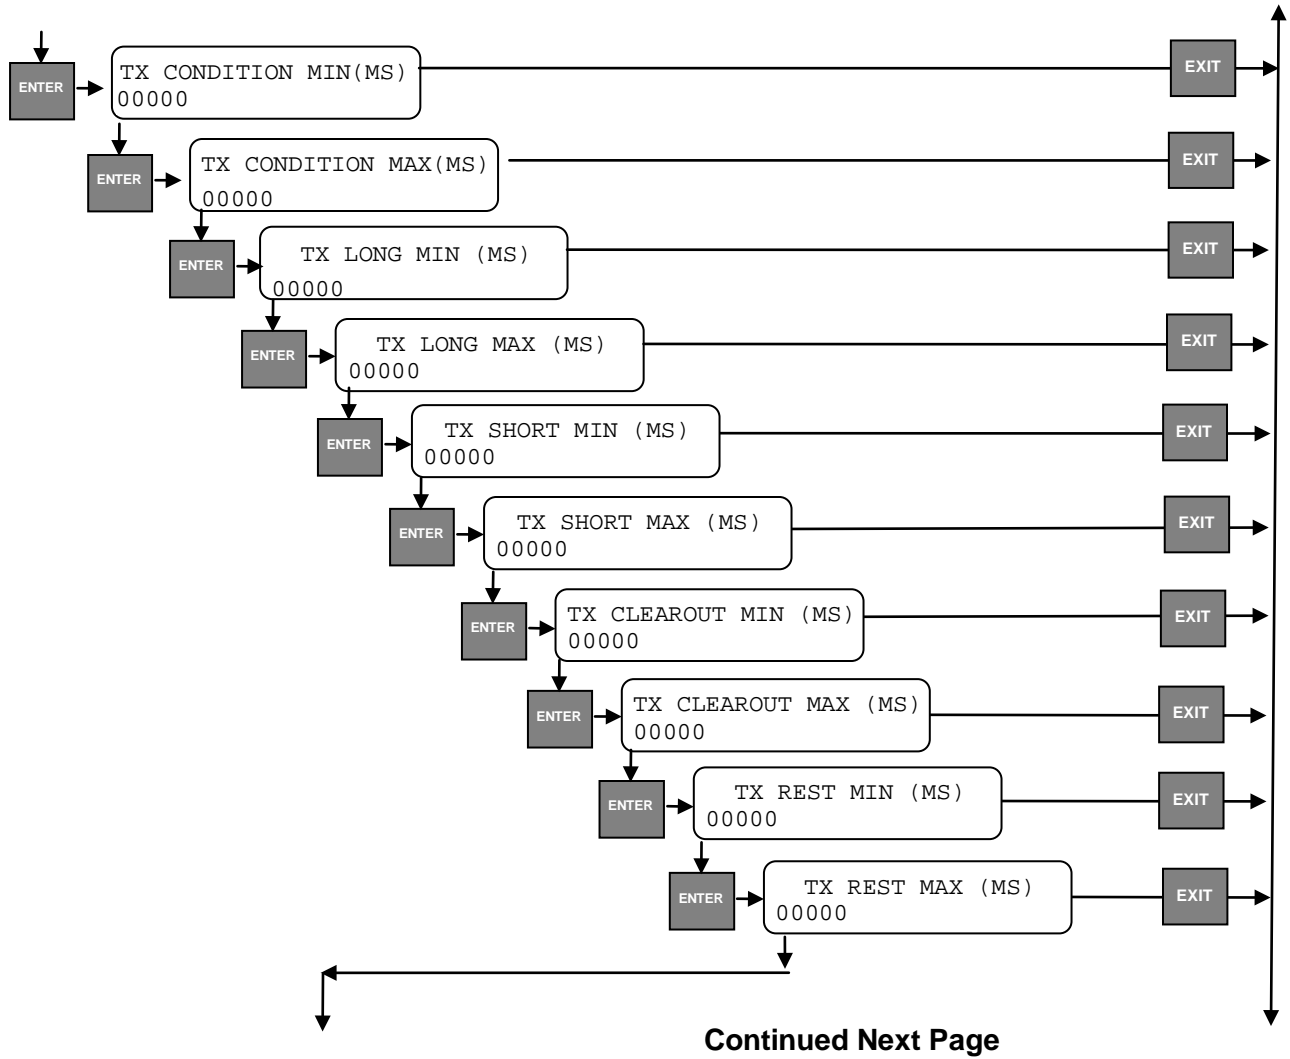 ENTER
TX CONDITION MIN(MS)
00000
EXIT
ENTER
TX CONDITION MAX(MS)
00000
EXIT
ENTER
TX LONG MIN (MS)
00000
EXIT
ENTER
TX LONG MAX (MS)
00000
EXIT
ENTER
TX SHORT MIN (MS)
00000
EXIT
ENTER
TX SHORT MAX (MS)
00000
EXIT
ENTER
TX CLEAROUT MIN (MS)
00000
EXIT
ENTER
TX CLEAROUT MAX (MS)
00000
EXIT
ENTER
TX REST MIN (MS)
00000
EXIT
ENTER
TX REST MAX (MS)
00000
EXIT
Continued Next Page